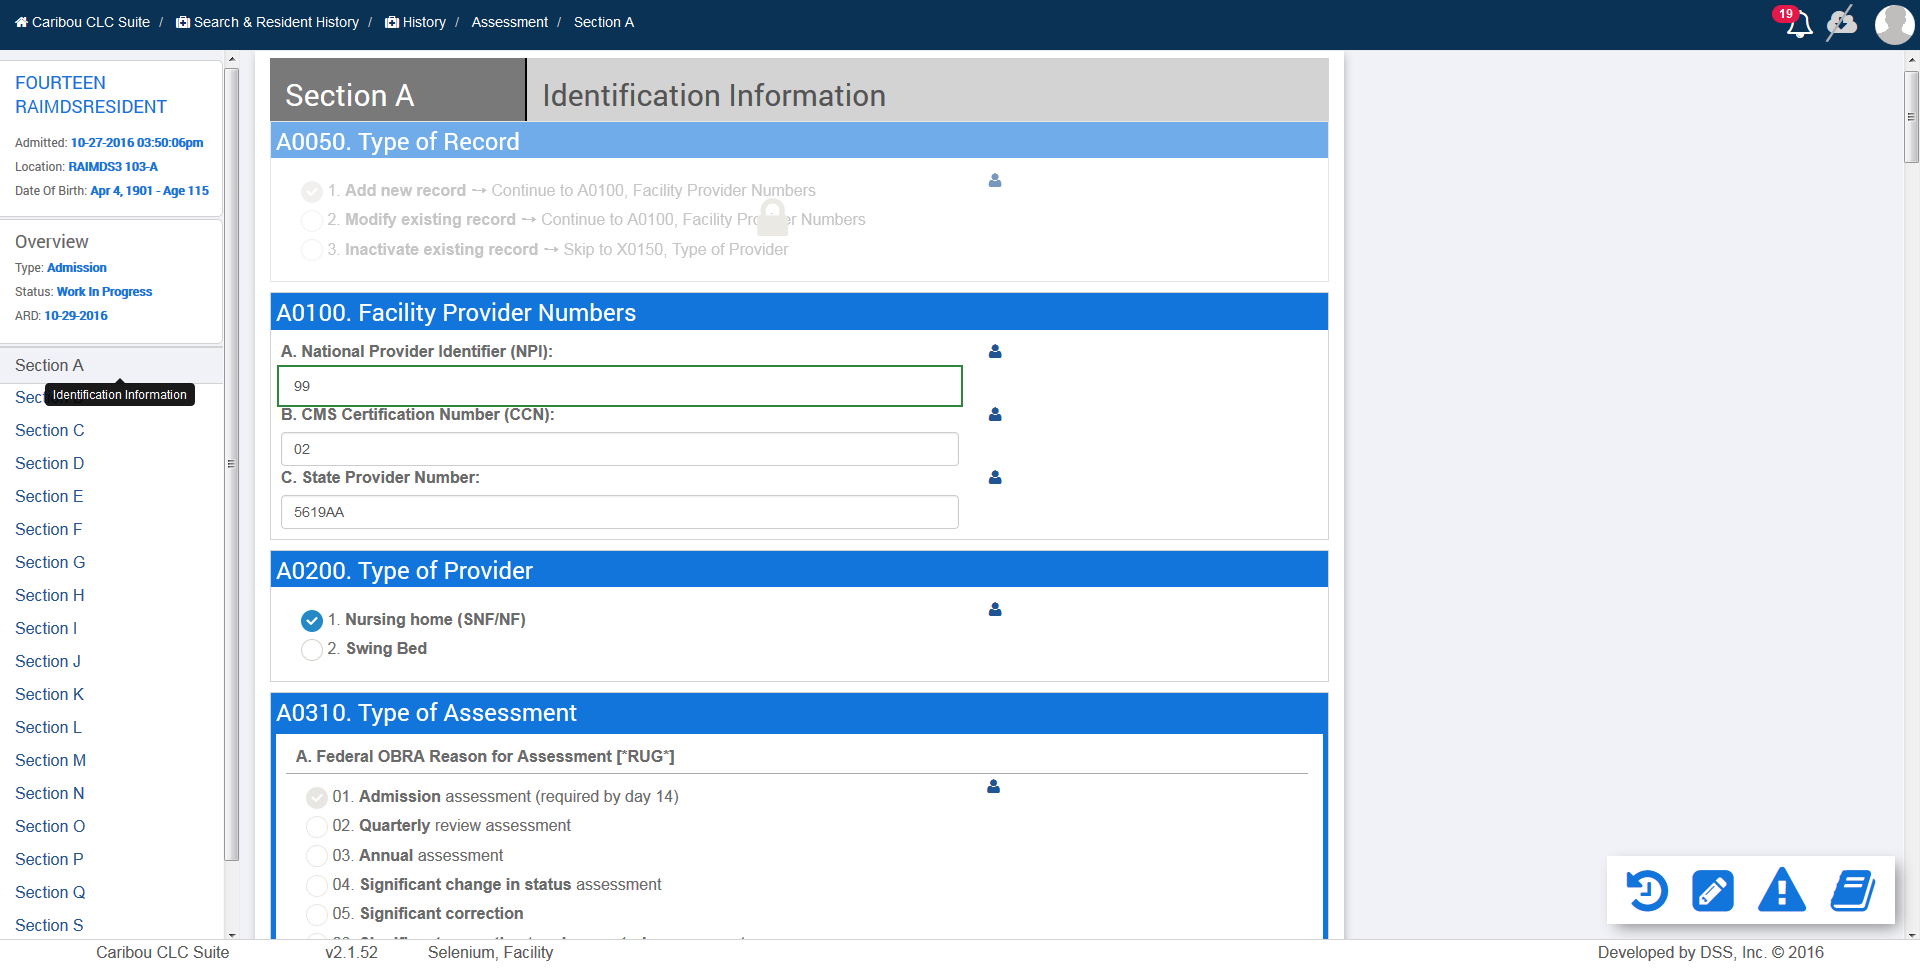 Caribou CLC Suite / Search & Resident History / History / Assessment / Section A
19
FOURTEEN
RAIMDSRESIDENT
Admitted: 10-27-2016 03:50:06pm
Location: RAIMDS3 103-A
Date Of Birth: Apr 4, 1901 - Age 115
Overview
Type: Admission
Status: Work In Progress
ARD: 10-29-2016
Section A
Identification Information
Section C
Section D
Section E
Section F
Section G
Section H
Section I
Section J
Section K
Section L
Section M
Section N
Section O
Section P
Section Q
Section S
Section A
Identification Information
A0050. Type of Record
1. Add new record → Continue to A0100, Facility Provider Numbers
2. Modify existing record → Continue to A0100, Facility Provider Numbers
3. Inactivate existing record → Skip to X0150, Type of Provider
A0100. Facility Provider Numbers
A. National Provider Identifier (NPI):
99
B. CMS Certification Number (CCN):
02
C. State Provider Number:
5619AA
A0200. Type of Provider
1. Nursing home (SNF/NF)
2. Swing Bed
A0310. Type of Assessment
A. Federal OBRA Reason for Assessment [*RUG*]
01. Admission assessment (required by day 14)
02. Quarterly review assessment
03. Annual assessment
04. Significant change in status assessment
05. Significant correction
Caribou CLC Suite
v2.1.52
Selenium, Facility
Developed by DSS, Inc. © 2016